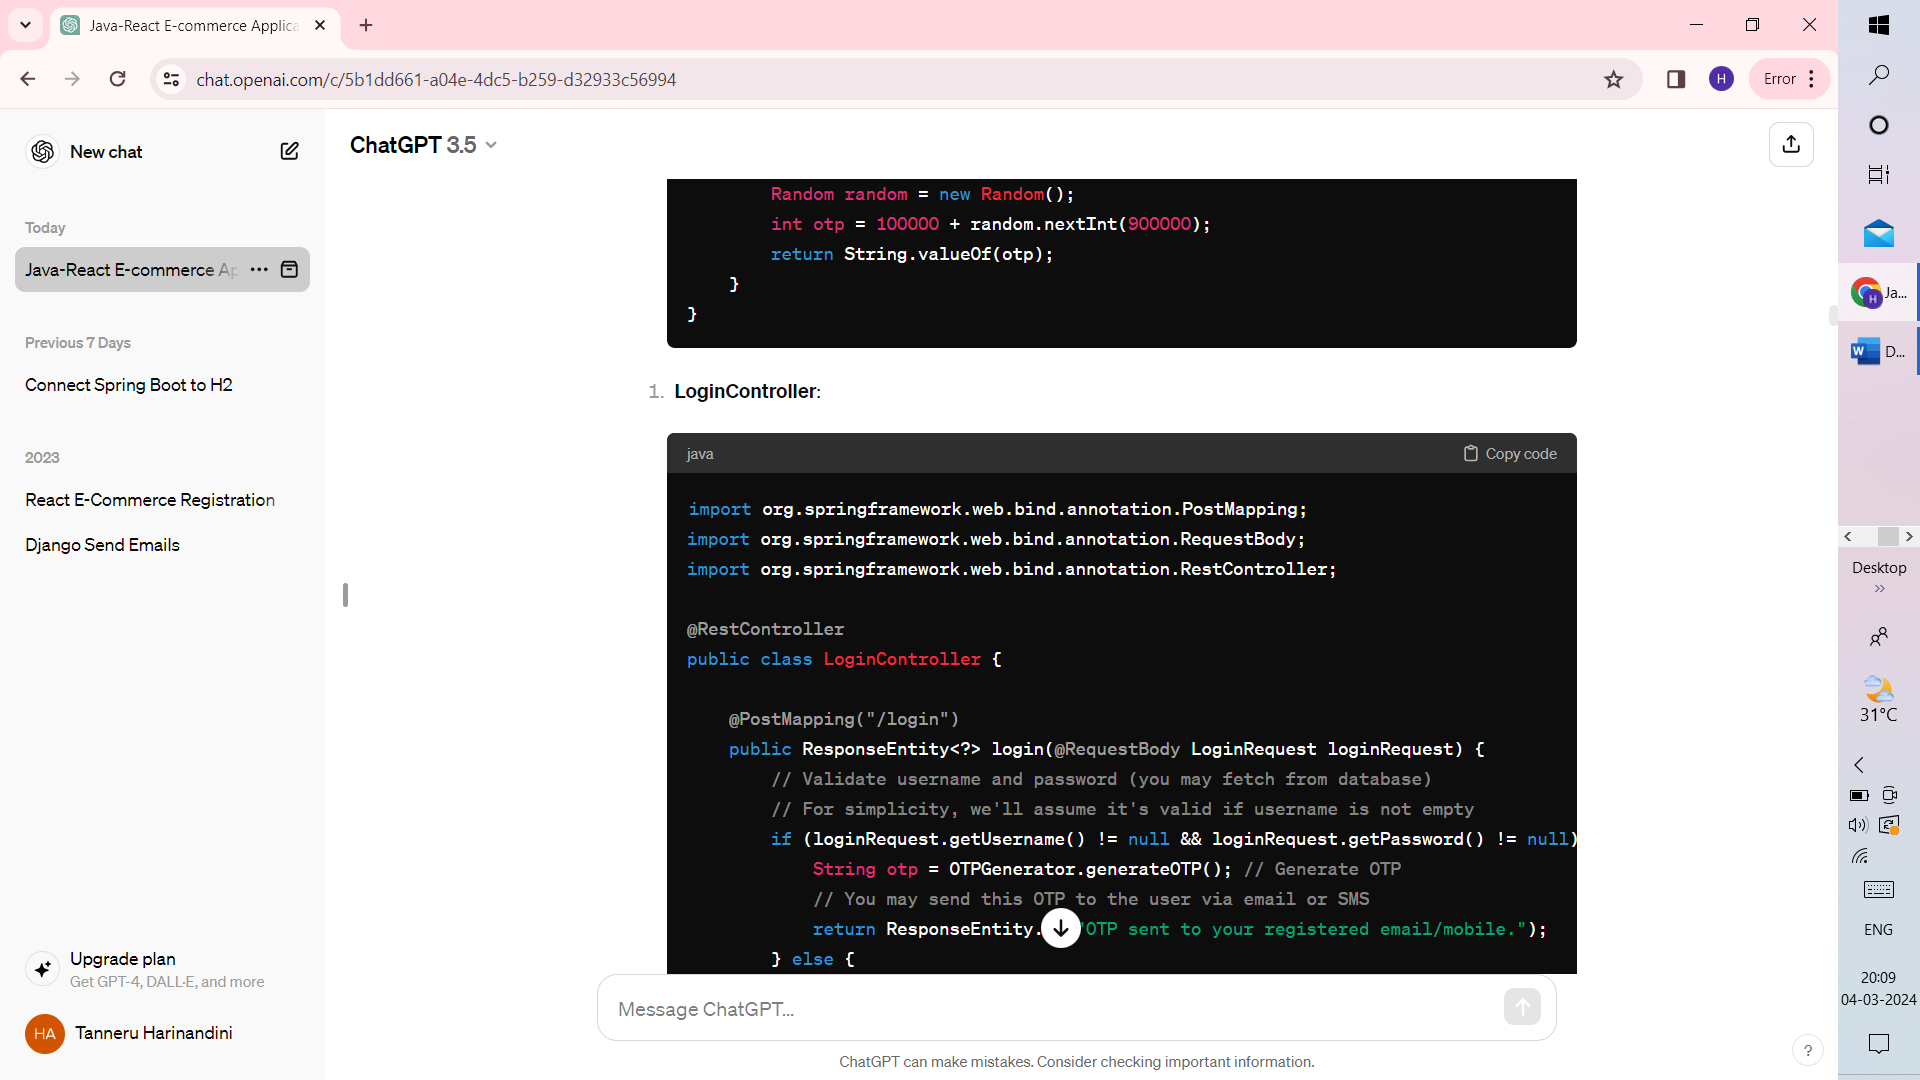 Java-React E-commerce Applica
chat.openai.com/c/5b1dd661-a04e-4dc5-b259-d32933c56994
H
Error
New chat
Today
Java-React E-commerce Ap
Previous 7 Days
Connect Spring Boot to H2
2023
React E-Commerce Registration
Django Send Emails
Upgrade plan
Get GPT-4, DALL·E, and more
HA
Tanneru Harinandini
ChatGPT 3.5
Random random = new Random();
int otp = 100000 + random.nextInt(900000);
return String.valueOf(otp);
}
}
1. LoginController:
java
Copy code
import org.springframework.web.bind.annotation.PostMapping;
import org.springframework.web.bind.annotation.RequestBody;
import org.springframework.web.bind.annotation.RestController;
@RestController
public class LoginController {
@PostMapping("/login")
public ResponseEntity<?> login(@RequestBody LoginRequest loginRequest) {
// Validate username and password (you may fetch from database)
// For simplicity, we'll assume it's valid if username is not empty
if (loginRequest.getUsername() != null && loginRequest.getPassword() != null)
String otp = OTPGenerator.generateOTP(); // Generate OTP
// You may send this OTP to the user via email or SMS
return ResponseEntity. "OTP sent to your registered email/mobile.");
} else {
Message ChatGPT...
ChatGPT can make mistakes. Consider checking important information.
?
H
Ja...
W
D...
Desktop
31°C
ENG
20:09
04-03-2024